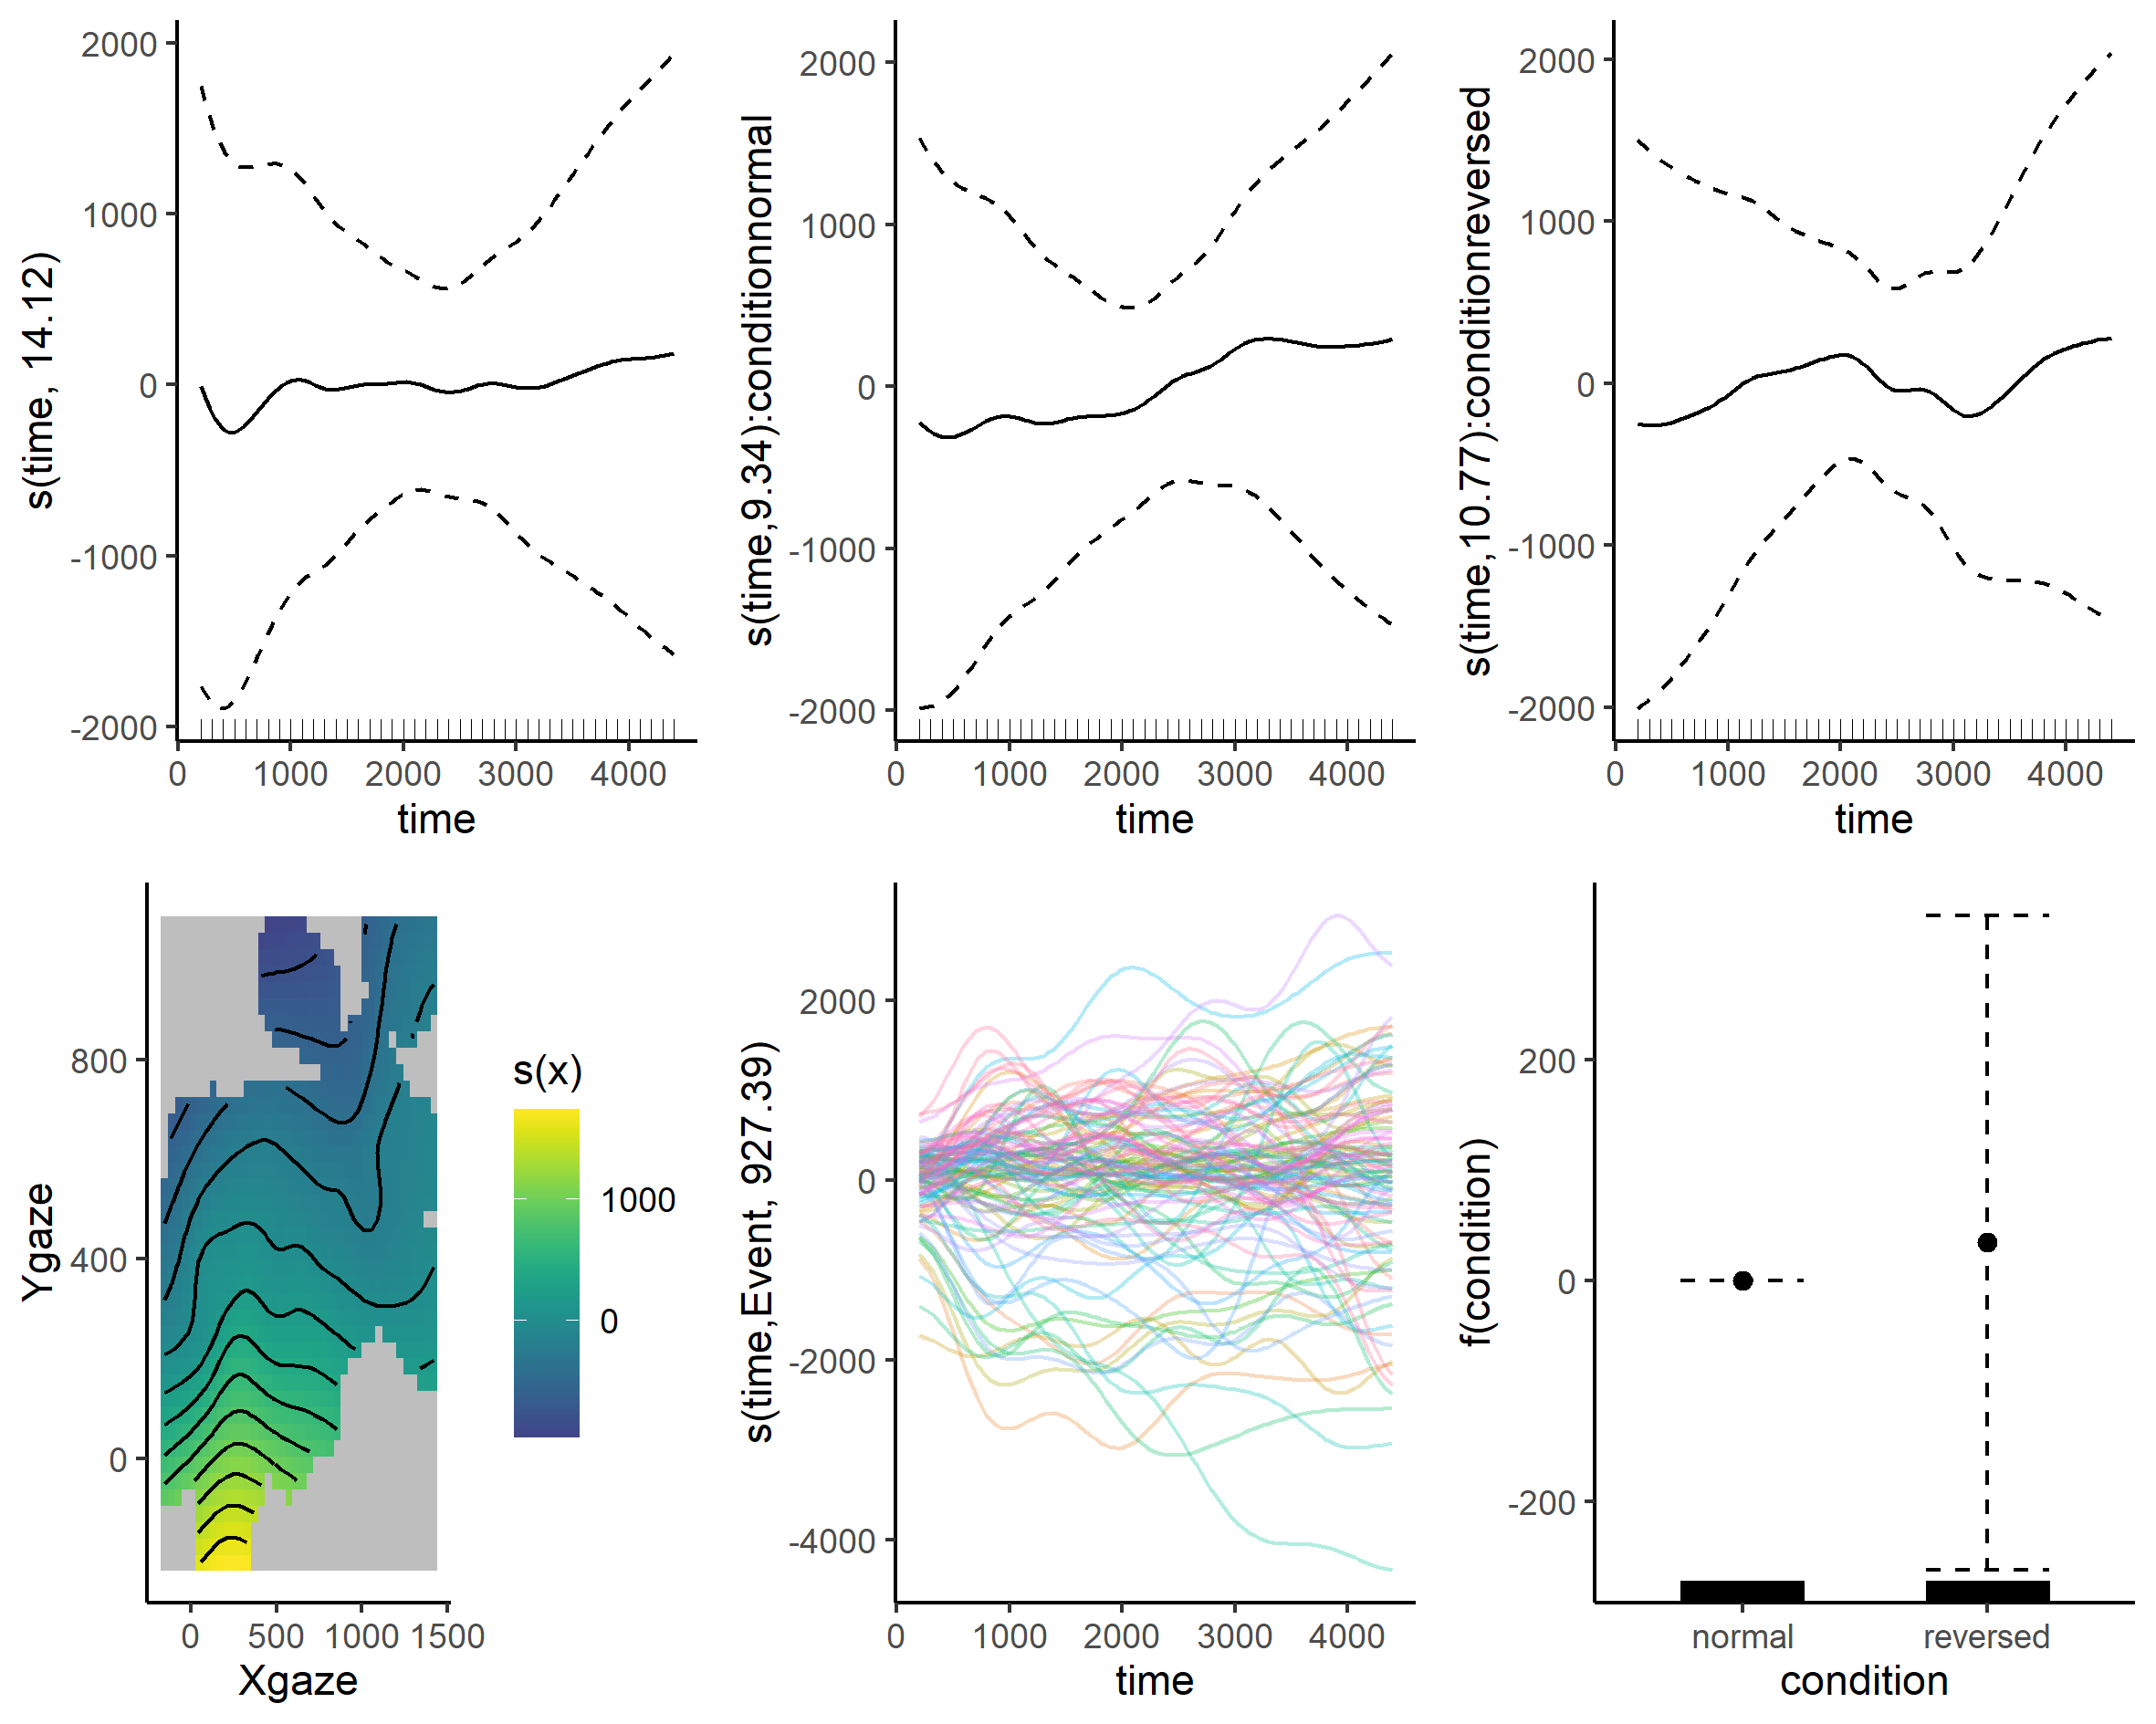 s(time, 14.12)
2000
1000
0
-1000
-2000
0 1000 2000 3000 4000
time
s(time,9.34):conditionnormal
2000
1000
0
-1000
-2000
0 1000 2000 3000 4000
time
s(time,10.77):conditionreversed
2000
1000
0
-1000
-2000
0 1000 2000 3000 4000
time
Ygaze
800
400
0
0 500 1000 1500
Xgaze
s(x)
1000
0
s(time,Event, 927.39)
2000
0
-2000
-4000
0 1000 2000 3000 4000
time
f(condition)
200
0
-200
normal reversed
condition